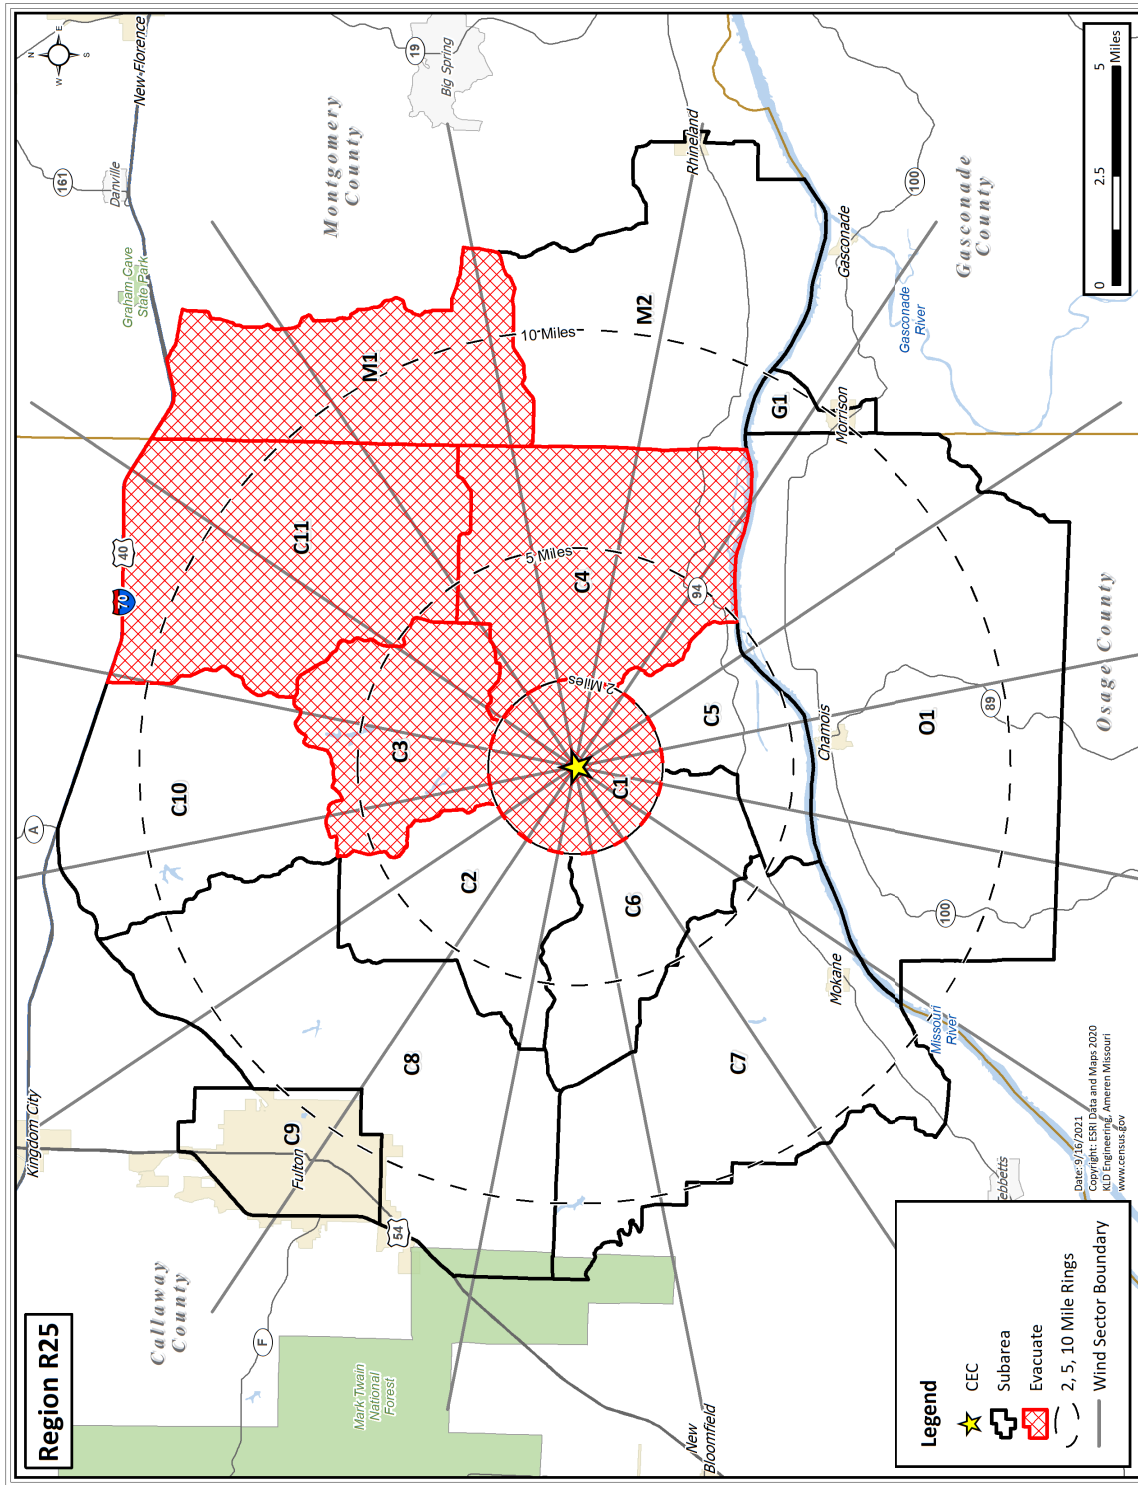 Region R25
N
E
S
W
New Florence
Danville
161
19
Big Spring
Graham Cave
State Park
Montgomery
County
Rhineland
100
Gasconade
Gasconade
County
Gasconade
River
Morrison
Kingdom City
A
40
70
10 Miles
5 Miles
2 Miles
M1
M2
G1
C11
C4
C3
C10
C1
C5
C2
C6
C8
C7
C9
O1
94
Chamois
89
Osage County
100
Mokane
Missouri
River
Fulton
54
F
Callaway
County
Mark Twain
National
Forest
New
Bloomfield
Tebbetts
0
2.5
5
Miles
Date: 9/16/2021
Copyright: ESRI Data and Maps 2020
KLD Engineering, Ameren Missouri
www.census.gov
Legend
CEC
Subarea
Evacuate
2, 5, 10 Mile Rings
Wind Sector Boundary